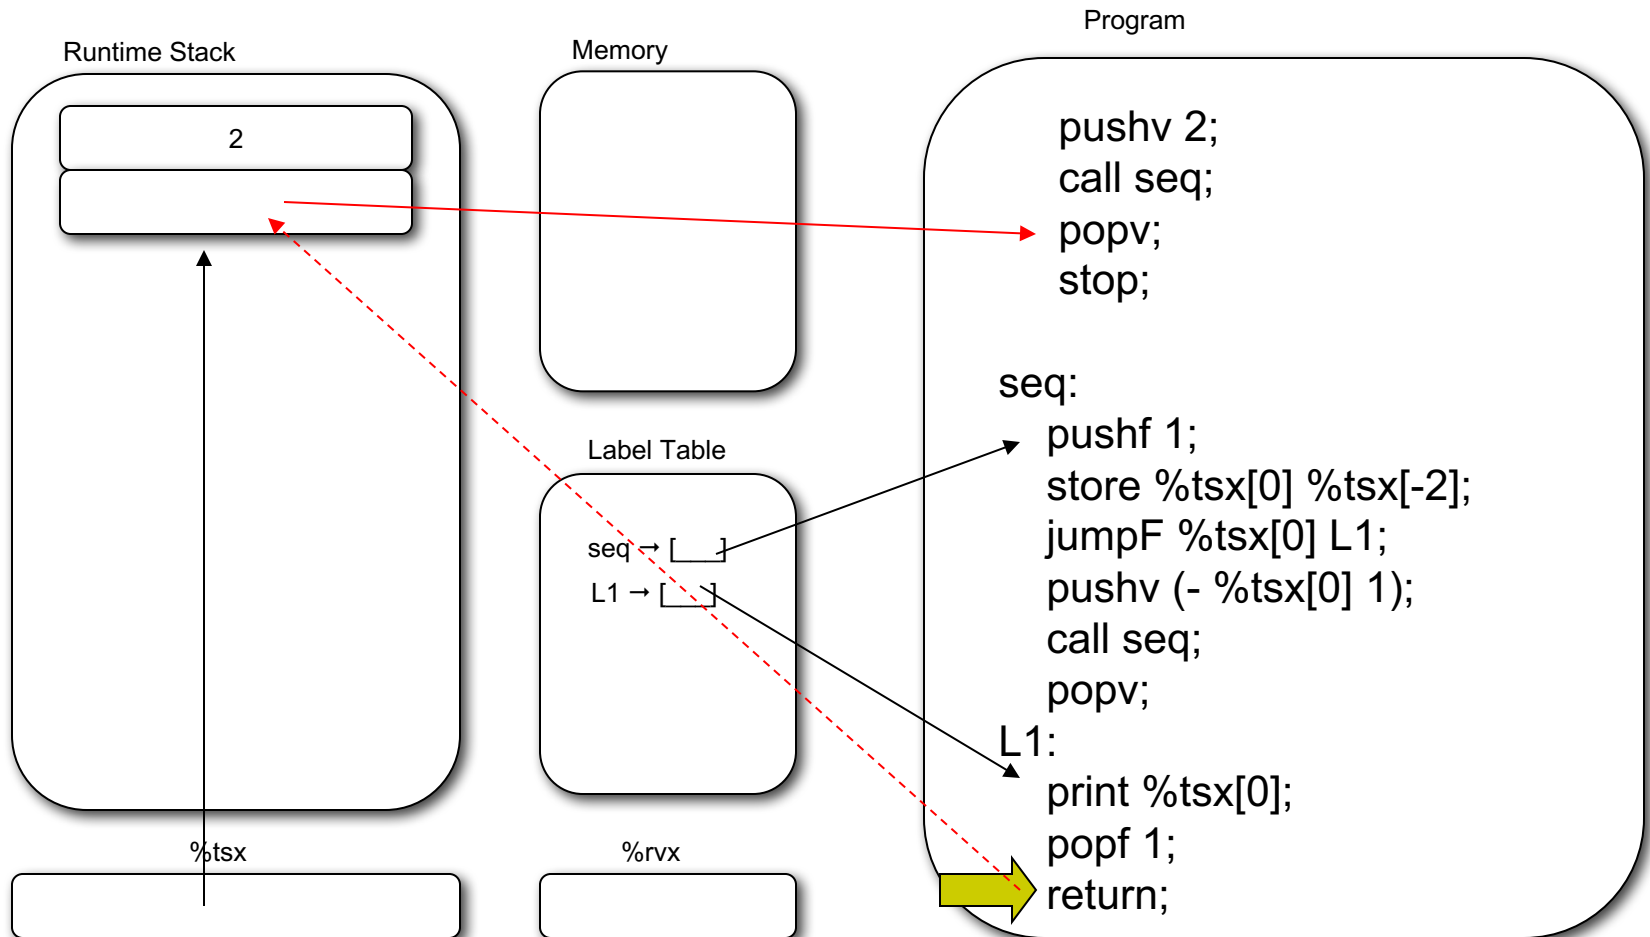 Program
Runtime Stack
Memory
2
pushv 2;
call seq;
popv;
stop;
seq:
pushf 1;
store %tsx[0] %tsx[-2];
jumpF %tsx[0] L1;
pushv (- %tsx[0] 1);
call seq;
popv;
L1:
print %tsx[0];
popf 1;
return;
Label Table
seq → [___]
L1 → [___]
%tsx
%rvx